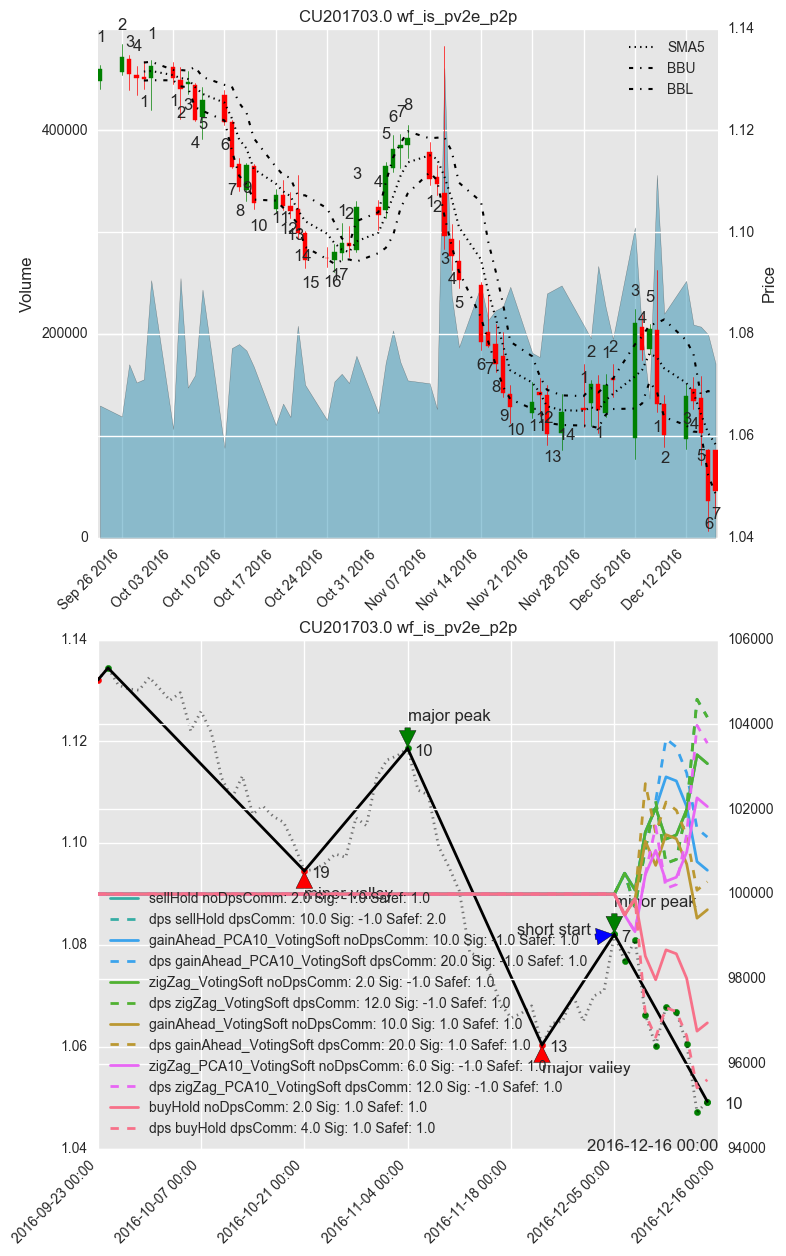 CU201703.0 wf_is_pv2e_p2p
SMA5
BBU
BBL
Volume
400000
200000
0
1.14
1.12
1.10
1.08
1.06
1.04
Price
Sep 26 2016
Oct 03 2016
Oct 10 2016
Oct 17 2016
Oct 24 2016
Oct 31 2016
Nov 07 2016
Nov 14 2016
Nov 21 2016
Nov 28 2016
Dec 05 2016
Dec 12 2016
CU201703.0 wf_is_pv2e_p2p
1.14
1.12
1.10
1.08
1.06
1.04
106000
104000
102000
100000
98000
96000
94000
major peak
10
19
minor valley
minor peak
short start
7
13
major valley
10
sellHold noDpsComm: 2.0 Sig: -1.0 Safef: 1.0
dps sellHold dpsComm: 10.0 Sig: -1.0 Safef: 2.0
gainAhead_PCA10_VotingSoft noDpsComm: 10.0 Sig: -1.0 Safef: 1.0
dps gainAhead_PCA10_VotingSoft dpsComm: 20.0 Sig: -1.0 Safef: 1.0
zigZag_VotingSoft noDpsComm: 2.0 Sig: -1.0 Safef: 1.0
dps zigZag_VotingSoft dpsComm: 12.0 Sig: -1.0 Safef: 1.0
gainAhead_VotingSoft noDpsComm: 10.0 Sig: 1.0 Safef: 1.0
dps gainAhead_VotingSoft dpsComm: 20.0 Sig: 1.0 Safef: 1.0
zigZag_PCA10_VotingSoft noDpsComm: 6.0 Sig: -1.0 Safef: 1.0
dps zigZag_PCA10_VotingSoft dpsComm: 12.0 Sig: -1.0 Safef: 1.0
buyHold noDpsComm: 2.0 Sig: 1.0 Safef: 1.0
dps buyHold dpsComm: 4.0 Sig: 1.0 Safef: 1.0
2016-12-16 00:00
2016-09-23 00:00
2016-10-07 00:00
2016-10-21 00:00
2016-11-04 00:00
2016-11-18 00:00
2016-12-05 00:00
2016-12-16 00:00